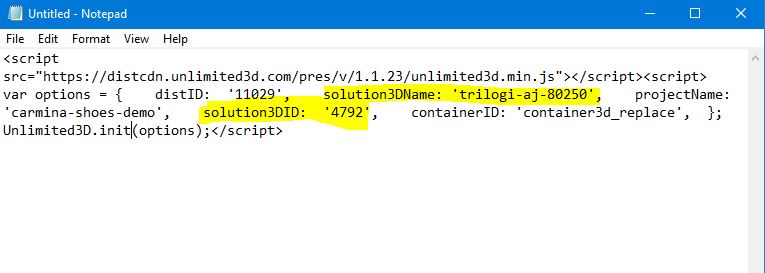 Untitled - Notepad
File Edit Format View Help
<script
src="https://distcdn.unlimited3d.com/pres/v/1.1.23/unlimited3d.min.js"></script><script>
var options = {    distID:  '11029',    solution3DName: 'trilogi-aj-80250',    projectName:
'carmina-shoes-demo',    solution3DID:  '4792',    containerID: 'container3d_replace',  };
Unlimited3D.init(options);</script>